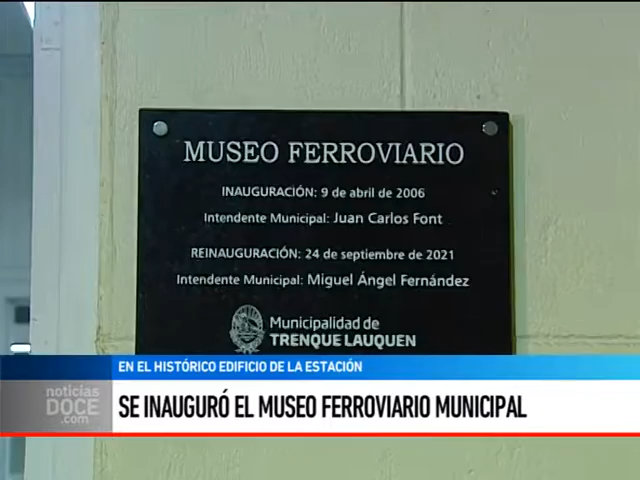 MUSEO FERROVIARIO
INAUGURACIÓN: 9 de abril de 2006
Intendente Municipal: Juan Carlos Font
REINAUGURACIÓN: 24 de septiembre de 2021
Intendente Municipal: Miguel Ángel Fernández
Municipalidad de
TRENQUE LAUQUEN
EN EL HISTÓRICO EDIFICIO DE LA ESTACIÓN
noticias
DOCE
.com
SE INAUGURÓ EL MUSEO FERROVIARIO MUNICIPAL